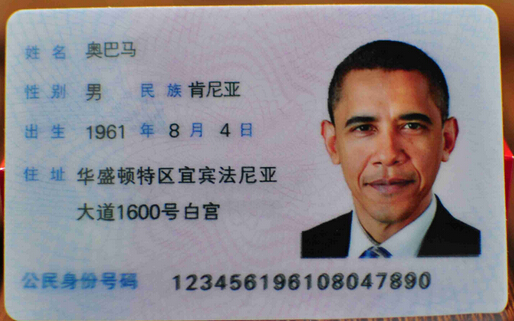 姓名 奥巴马
性别 男 民族 肯尼亚
出生 1961 年 8 月 4 日
住址 华盛顿特区宜宾法尼亚
大道1600号白宫
公民身份号码 123456196108047890